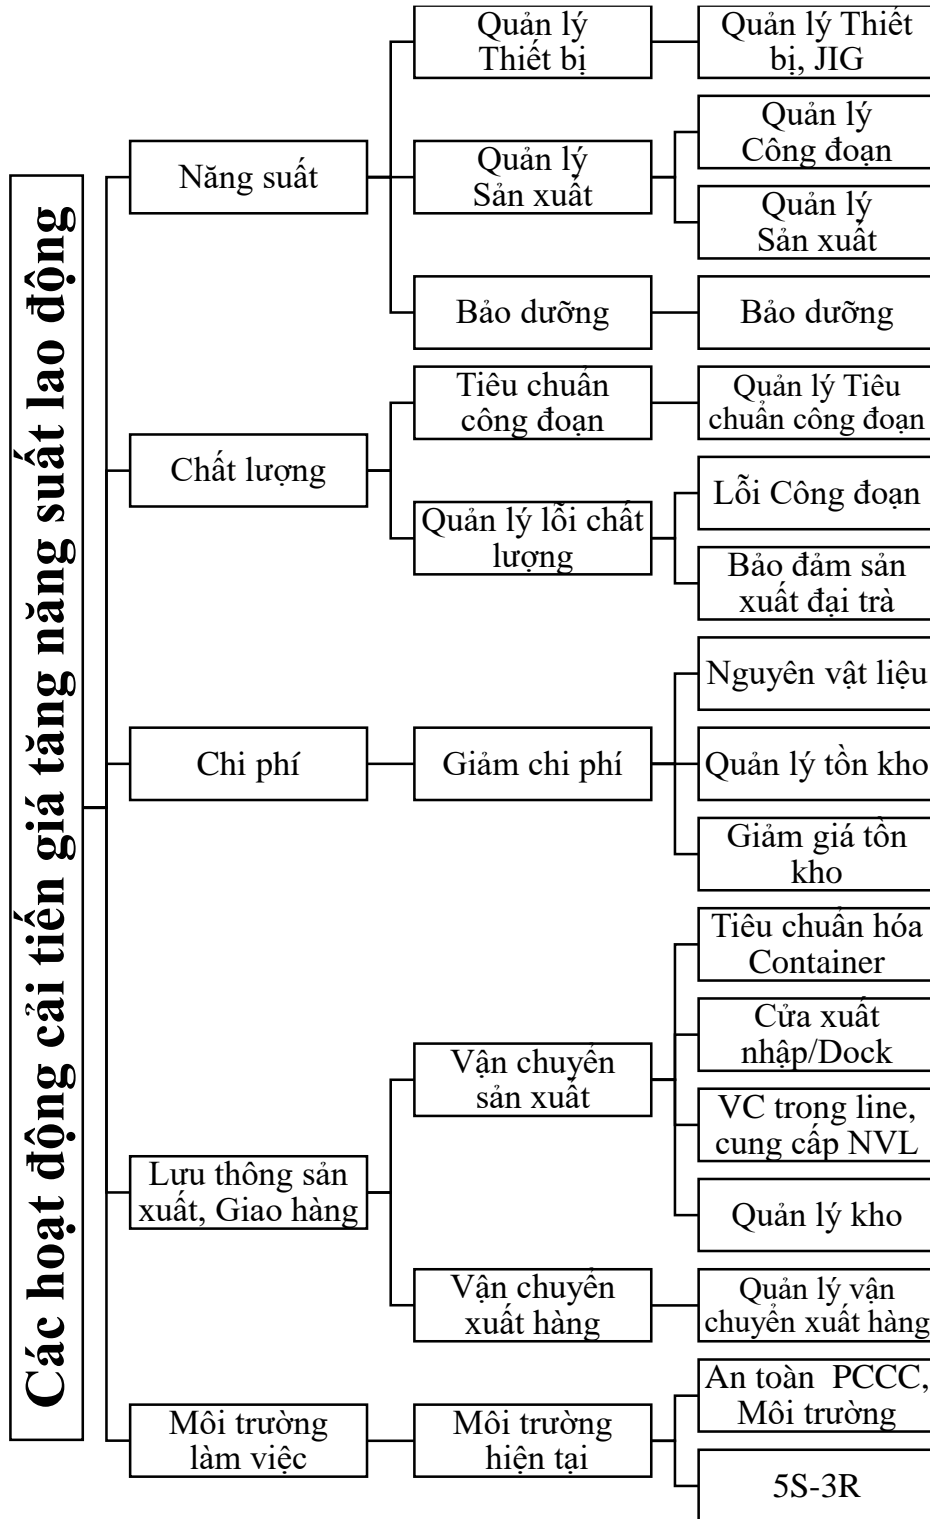 Các hoạt động cải tiến giá tăng năng suất lao động
Năng suất
Quản lý
Thiết bị
Quản lý Thiết
bị, JIG
Quản lý
Sản xuất
Quản lý
Công đoạn
Quản lý
Sản xuất
Bảo dưỡng
Bảo dưỡng
Chất lượng
Tiêu chuẩn
công đoạn
Quản lý Tiêu
chuẩn công đoạn
Quản lý lỗi chất
lượng
Lỗi Công đoạn
Bảo đảm sản
xuất đại trà
Chi phí
Giảm chi phí
Nguyên vật liệu
Quản lý tồn kho
Giảm giá tồn
kho
Lưu thông sản
xuất, Giao hàng
Vận chuyển
sản xuất
Tiêu chuẩn hóa
Container
Cửa xuất
nhập/Dock
VC trong line,
cung cấp NVL
Quản lý kho
Vận chuyển
xuất hàng
Quản lý vận
chuyển xuất hàng
Môi trường
làm việc
Môi trường
hiện tại
An toàn  PCCC,
Môi trường
5S-3R